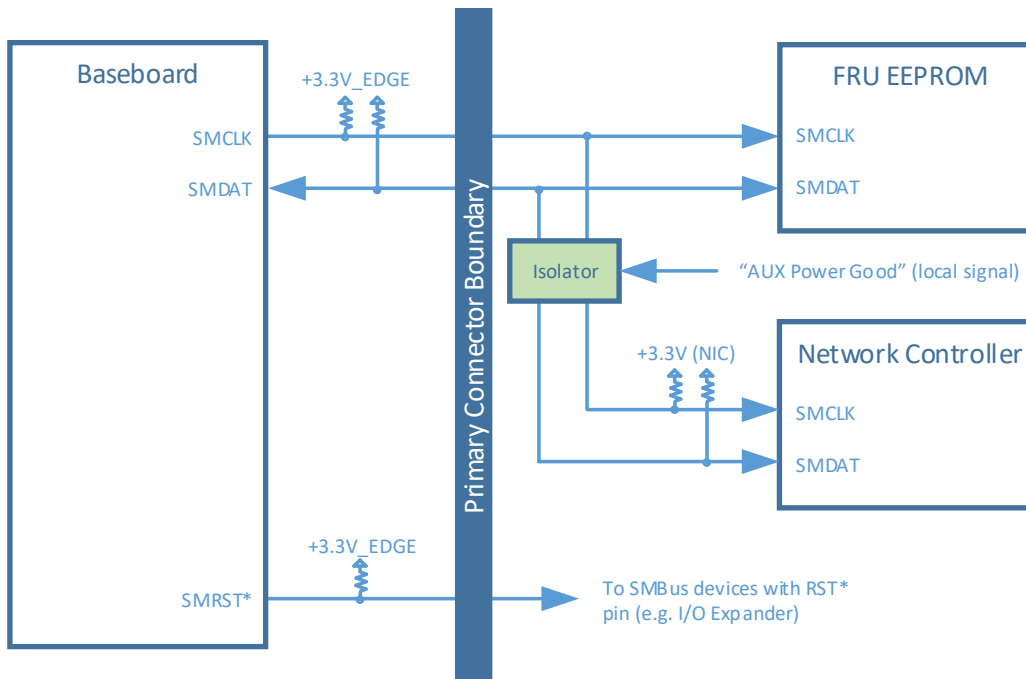 Baseboard
+3.3V_EDGE
SMCLK
SMDAT
+3.3V_EDGE
SMRST*
Primary Connector Boundary
FRU EEPROM
SMCLK
SMDAT
Isolator
“AUX Power Good” (local signal)
+3.3V (NIC)
Network Controller
SMCLK
SMDAT
To SMBus devices with RST*
pin (e.g. I/O Expander)